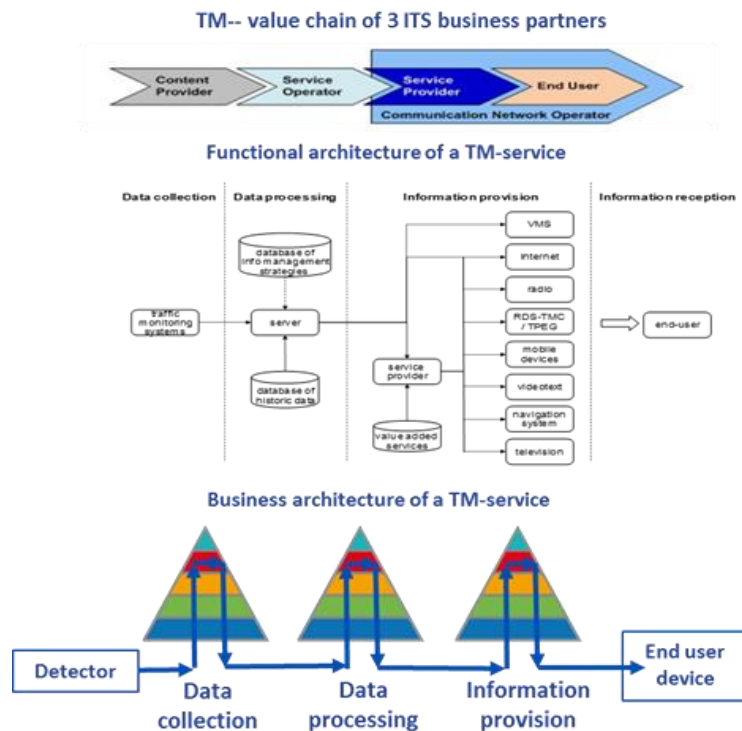 TM-- value chain of 3 ITS business partners
Content
Provider
Service
Operator
Service
Provider
End User
Communication Network Operator
Functional architecture of a TM-service
Data collection
Data processing
Information provision
Information reception
database of
info management
strategies
traffic
monitoring
systems
server
database of
historic data
service
provider
value added
services
VMS
internet
radio
RDS-TMC
/ TPEG
mobile
devices
videotext
navigation
system
television
end-user
Business architecture of a TM-service
Detector
Data
collection
Data
processing
Information
provision
End user
device